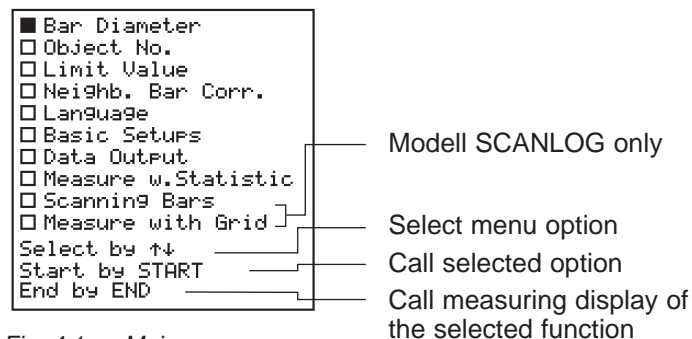 Bar Diameter
Object No.
Limit Value
Neighb. Bar Corr.
Language
Basic Setups
Data Output
Measure w.Statistic
Scanning Bars
Measure with Grid
Select by ↑↓
Start by START
End by END
Modell SCANLOG only
Select menu option
Call selected option
Call measuring display of
the selected function